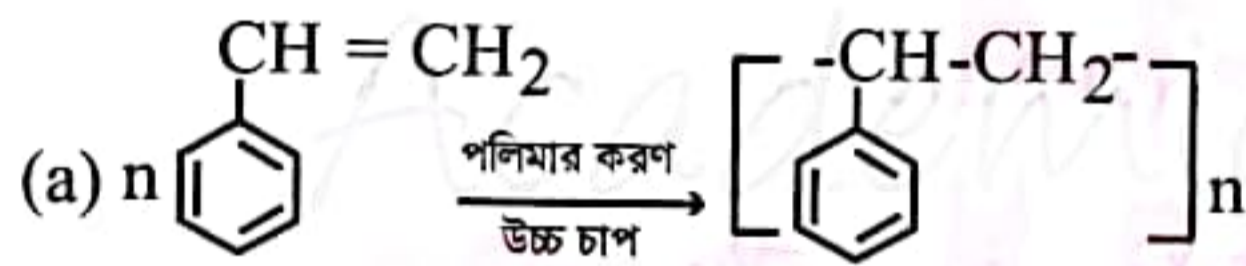 CH = CH2 -CH-CH2-
(a) n পলিমার করণ n
উচ্চ চাপ